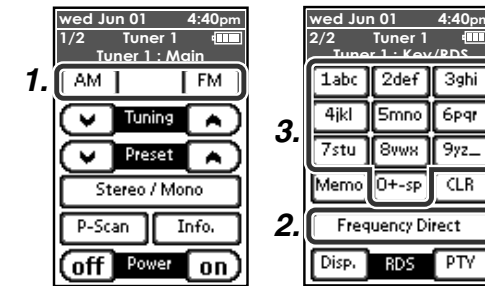 wed Jun 01 4:40pm
1/2 Tuner 1
Tuner 1 : Main
1. AM FM
Tuning
Preset
Stereo / Mono
P-Scan Info.
off Power on
wed Jun 01 4:40pm
2/2 Tuner 1
Tuner 1 : Key/RDS
1abc 2def 3ghi
4jkl 5mno 6pqr
3.
7stu 8vwx 9yz_
Memo 0+-sp CLR
2. Frequency Direct
Disp. RDS PTY